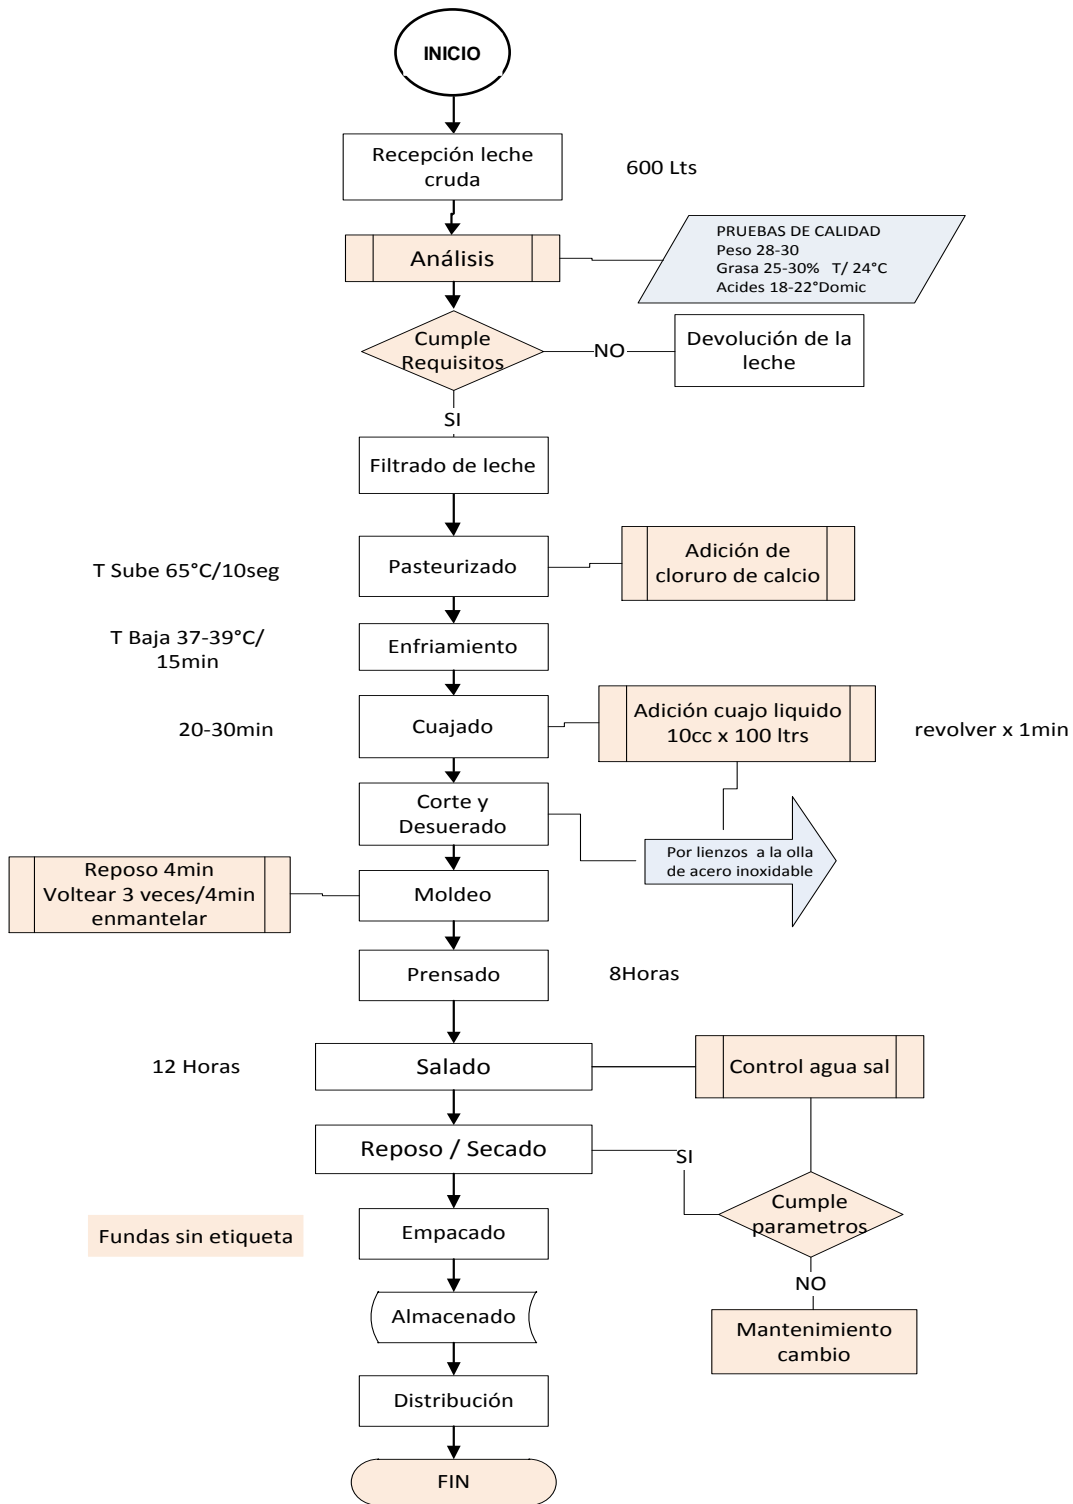 INICIO
Recepción leche
cruda
600 Lts
Análisis
PRUEBAS DE CALIDAD
Peso 28-30
Grasa 25-30%   T/ 24°C
Acides 18-22°Domic
Cumple
Requisitos
NO
Devolución de la
leche
SI
Filtrado de leche
T Sube 65°C/10seg
Pasteurizado
Adición de
cloruro de calcio
T Baja 37-39°C/
15min
Enfriamiento
20-30min
Cuajado
Adición cuajo liquido
10cc x 100 ltrs
revolver x 1min
Corte y
Desuerado
Por lienzos  a la olla
de acero inoxidable
Reposo 4min
Voltear 3 veces/4min
enmantelar
Moldeo
Prensado
8Horas
12 Horas
Salado
Control agua sal
Reposo / Secado
SI
Cumple
parametros
Fundas sin etiqueta
Empacado
NO
Almacenado
Mantenimiento
cambio
Distribución
FIN